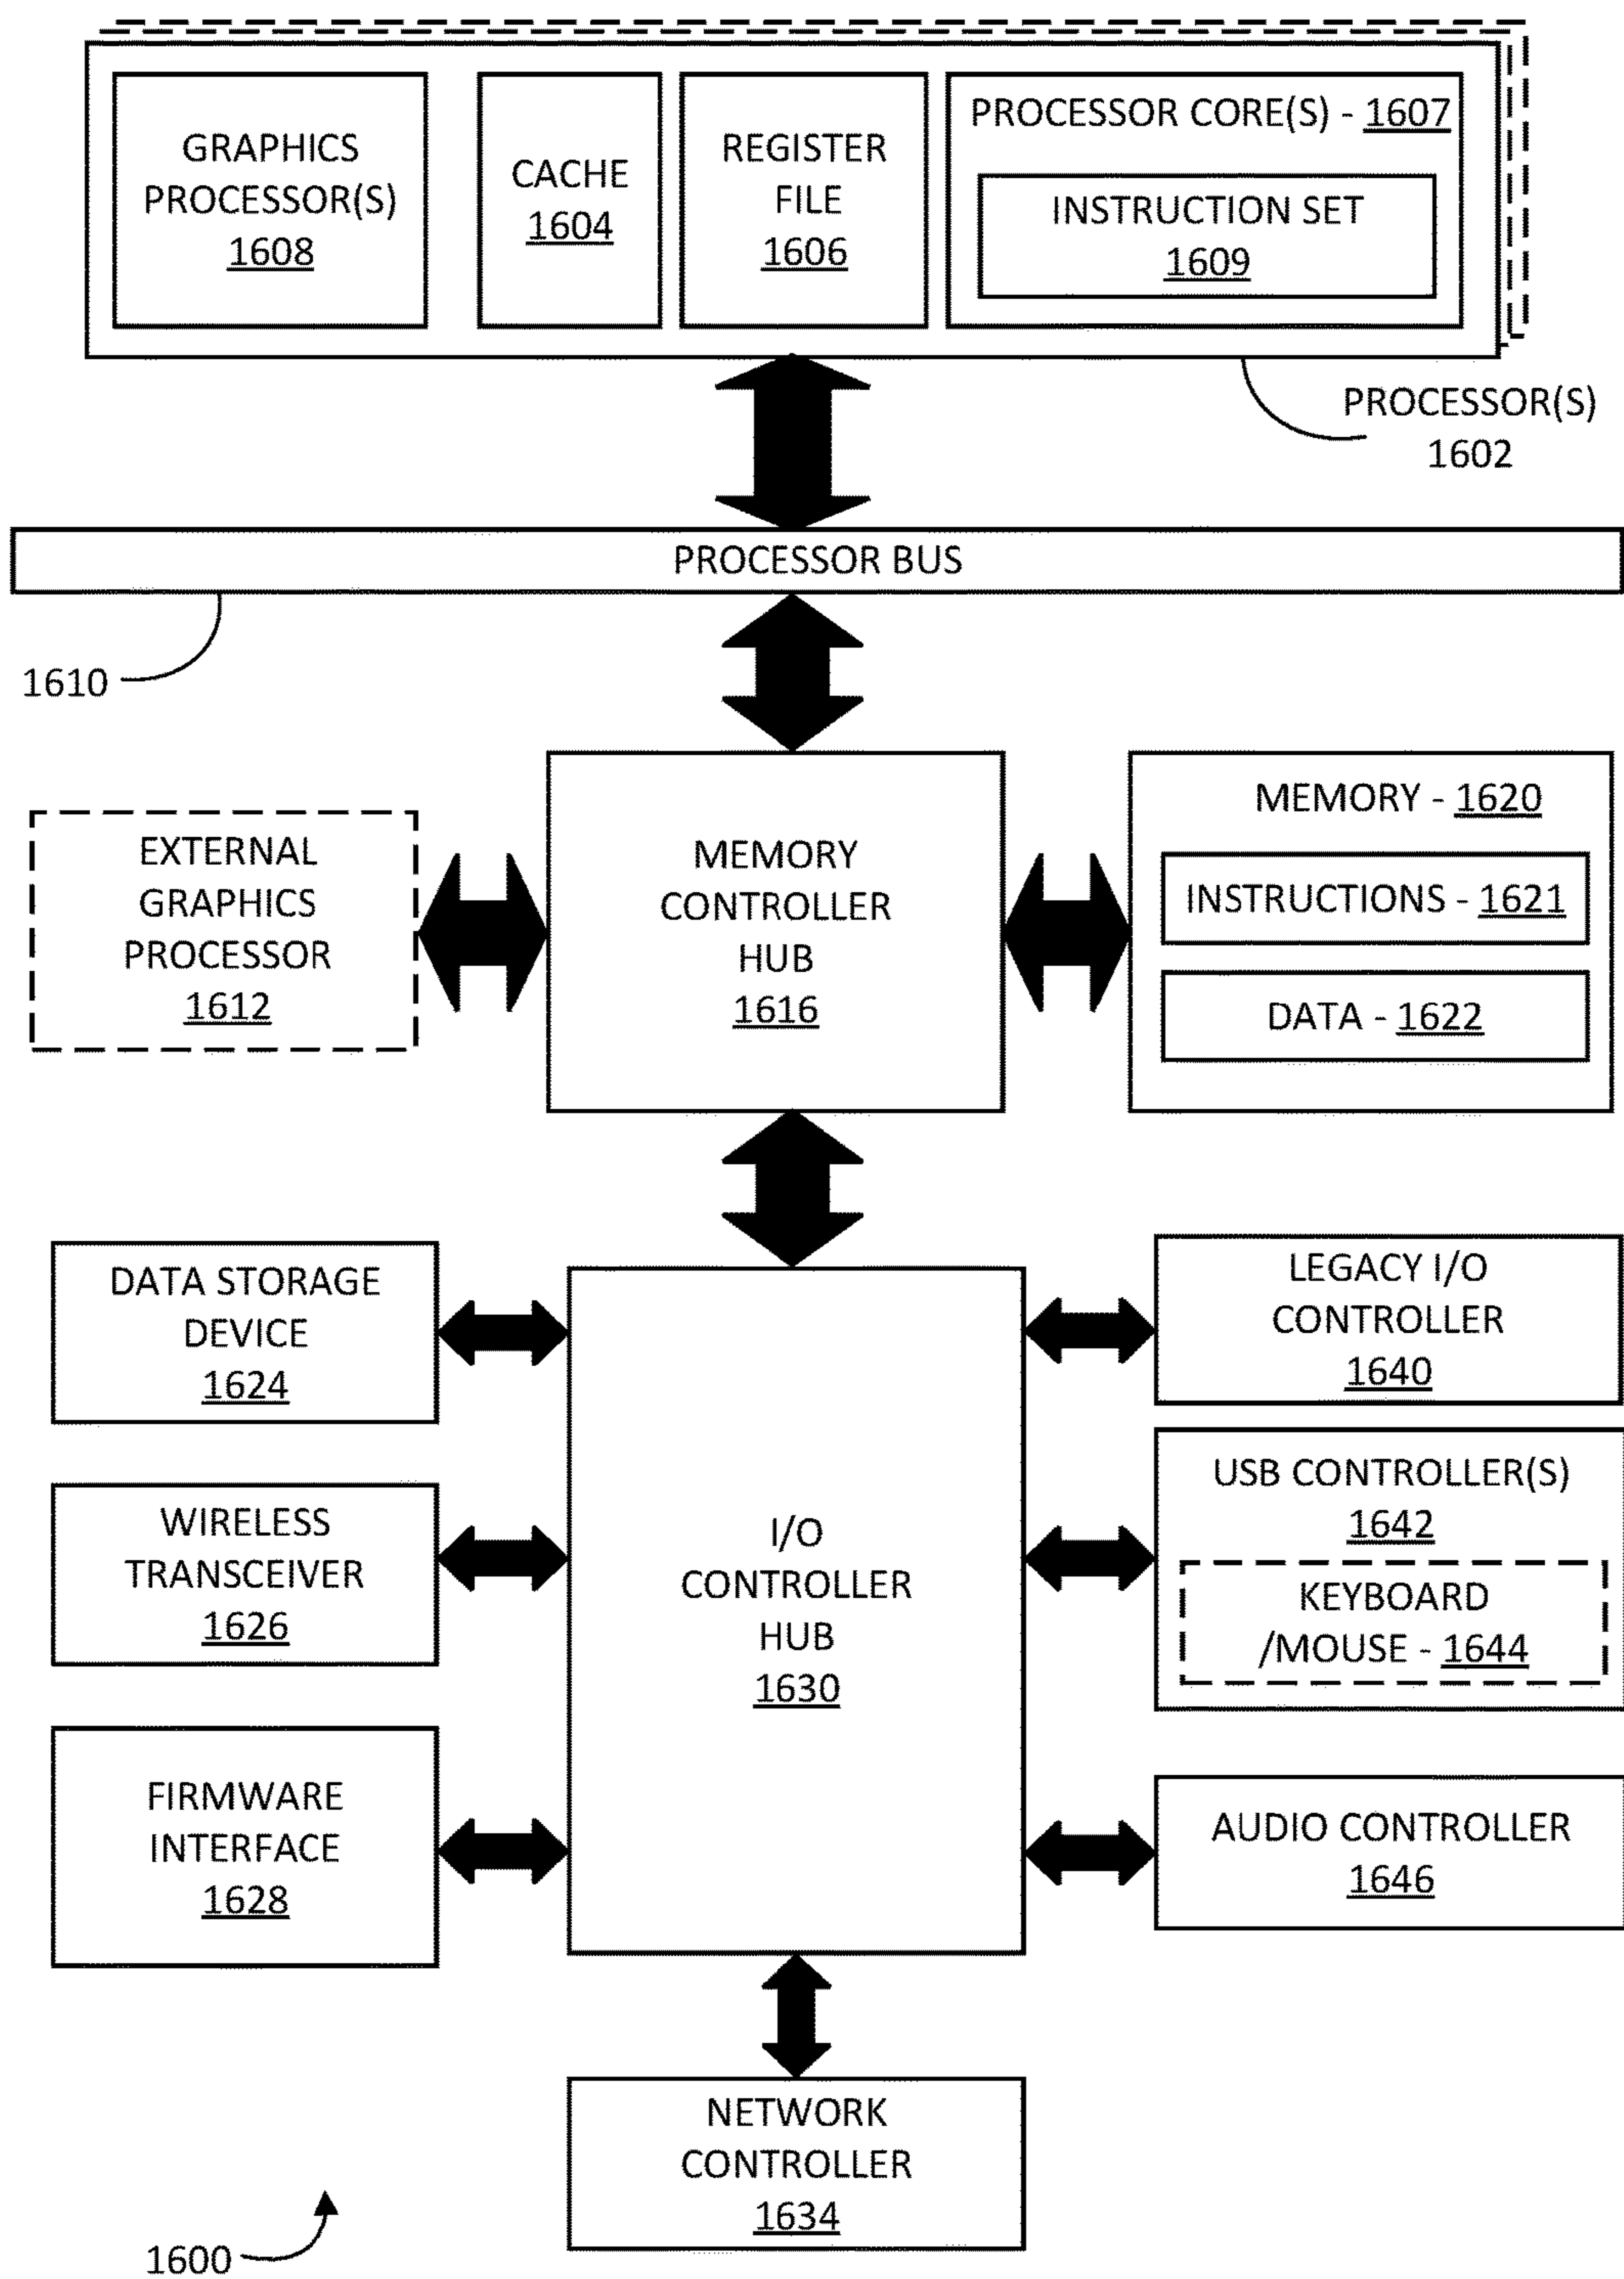 GRAPHICS
PROCESSOR(S)
1608
CACHE
1604
REGISTER
FILE
1606
PROCESSOR CORE(S) - 1607
INSTRUCTION SET
1609
PROCESSOR(S)
1602
PROCESSOR BUS
1610
EXTERNAL
GRAPHICS
PROCESSOR
1612
MEMORY
CONTROLLER
HUB
1616
MEMORY - 1620
INSTRUCTIONS - 1621
DATA - 1622
DATA STORAGE
DEVICE
1624
WIRELESS
TRANSCEIVER
1626
FIRMWARE
INTERFACE
1628
I/O
CONTROLLER
HUB
1630
LEGACY I/O
CONTROLLER
1640
USB CONTROLLER(S)
1642
KEYBOARD
/MOUSE - 1644
AUDIO CONTROLLER
1646
NETWORK
CONTROLLER
1634
1600